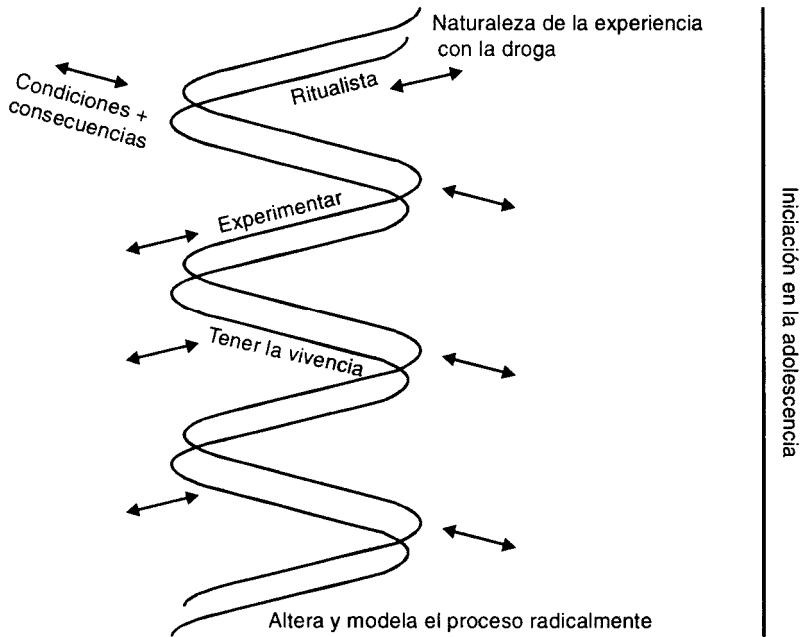 Naturaleza de la experiencia
con la droga
Ritualista
Condiciones +
consecuencias
Experimentar
Tener la vivencia
Altera y modela el proceso radicalmente
Iniciación en la adolescencia